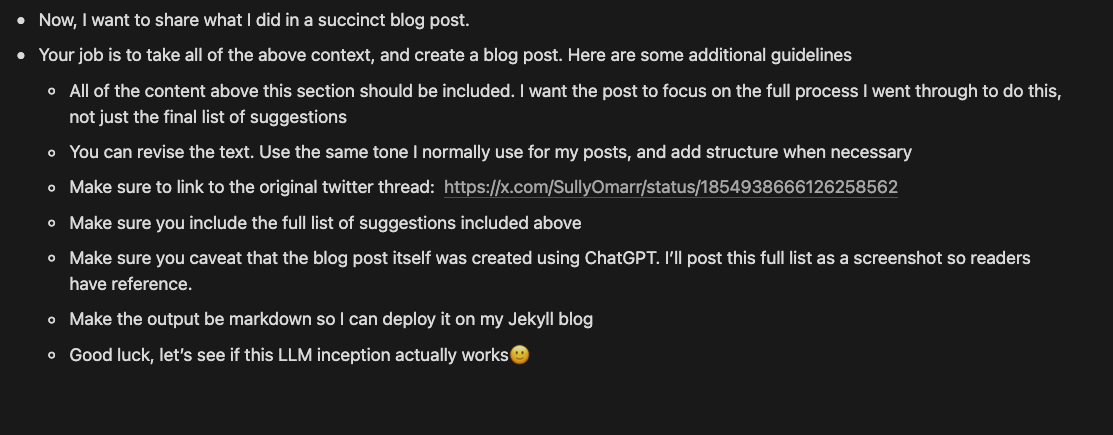 Now, I want to share what I did in a succinct blog post.
Your job is to take all of the above context, and create a blog post. Here are some additional guidelines
All of the content above this section should be included. I want the post to focus on the full process I went through to do this,
not just the final list of suggestions
You can revise the text. Use the same tone I normally use for my posts, and add structure when necessary
Make sure to link to the original twitter thread: https://x.com/SullyOmarr/status/1854938666126258562
Make sure you include the full list of suggestions included above
Make sure you caveat that the blog post itself was created using ChatGPT. I’ll post this full list as a screenshot so readers
have reference.
Make the output be markdown so I can deploy it on my Jekyll blog
Good luck, let’s see if this LLM inception actually works🙂